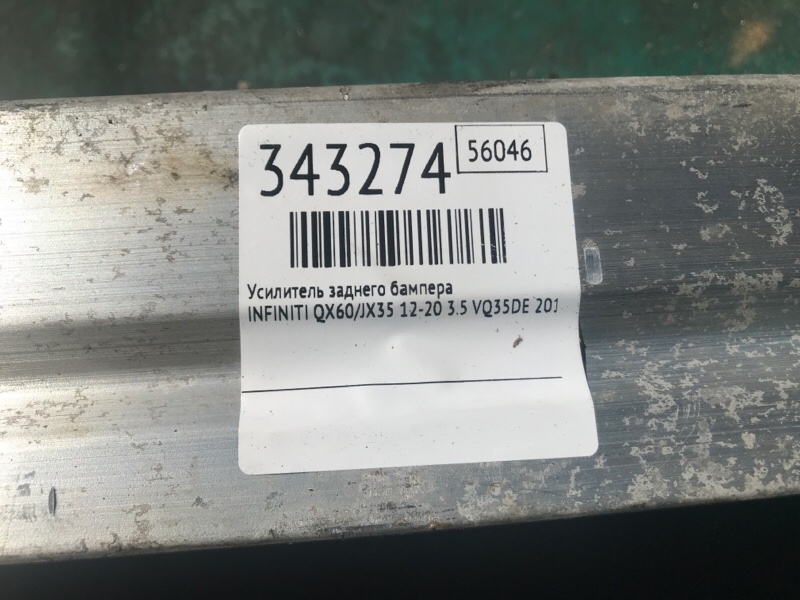 343274
56046
Усилитель заднего бампера
INFINITI QX60/JX35 12-20 3.5 VQ35DE 201